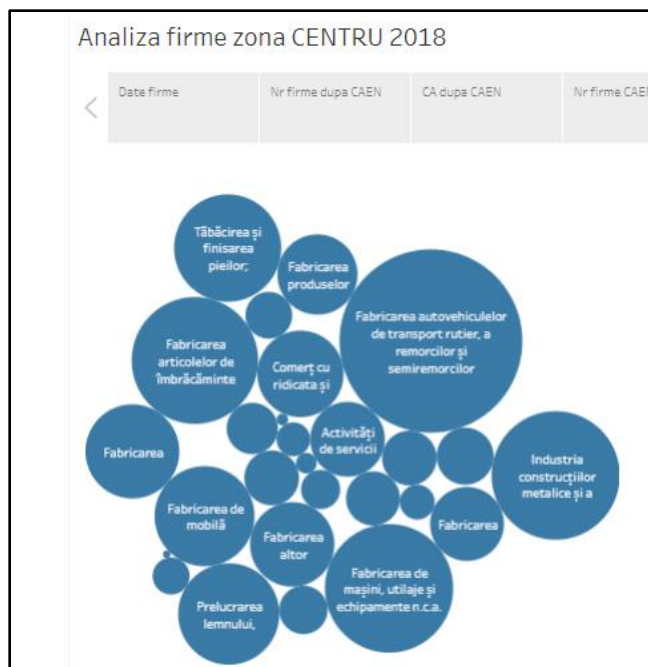 Analiza firme zona CENTRU 2018
Date firme
Nr firme dupa CAEN
CA dupa CAEN
Nr firme CAEN
Tăbăcirea și
finisarea
pieilor;
Fabricarea
produselor
Fabricarea autovehiculelor
de transport rutier, a
remorcilor și
semiremorcilor
Fabricarea
articolelor de
îmbrăcăminte
Comerț cu
ridicata și
Activități
de servicii
Fabricarea
Industria
construcțiilor
metalice și a
Fabricarea de
mobilă
Fabricarea
Fabricarea
altor
Fabricarea de
mașini, utilaje și
echipamente n.c.a.
Prelucrarea
lemnului,